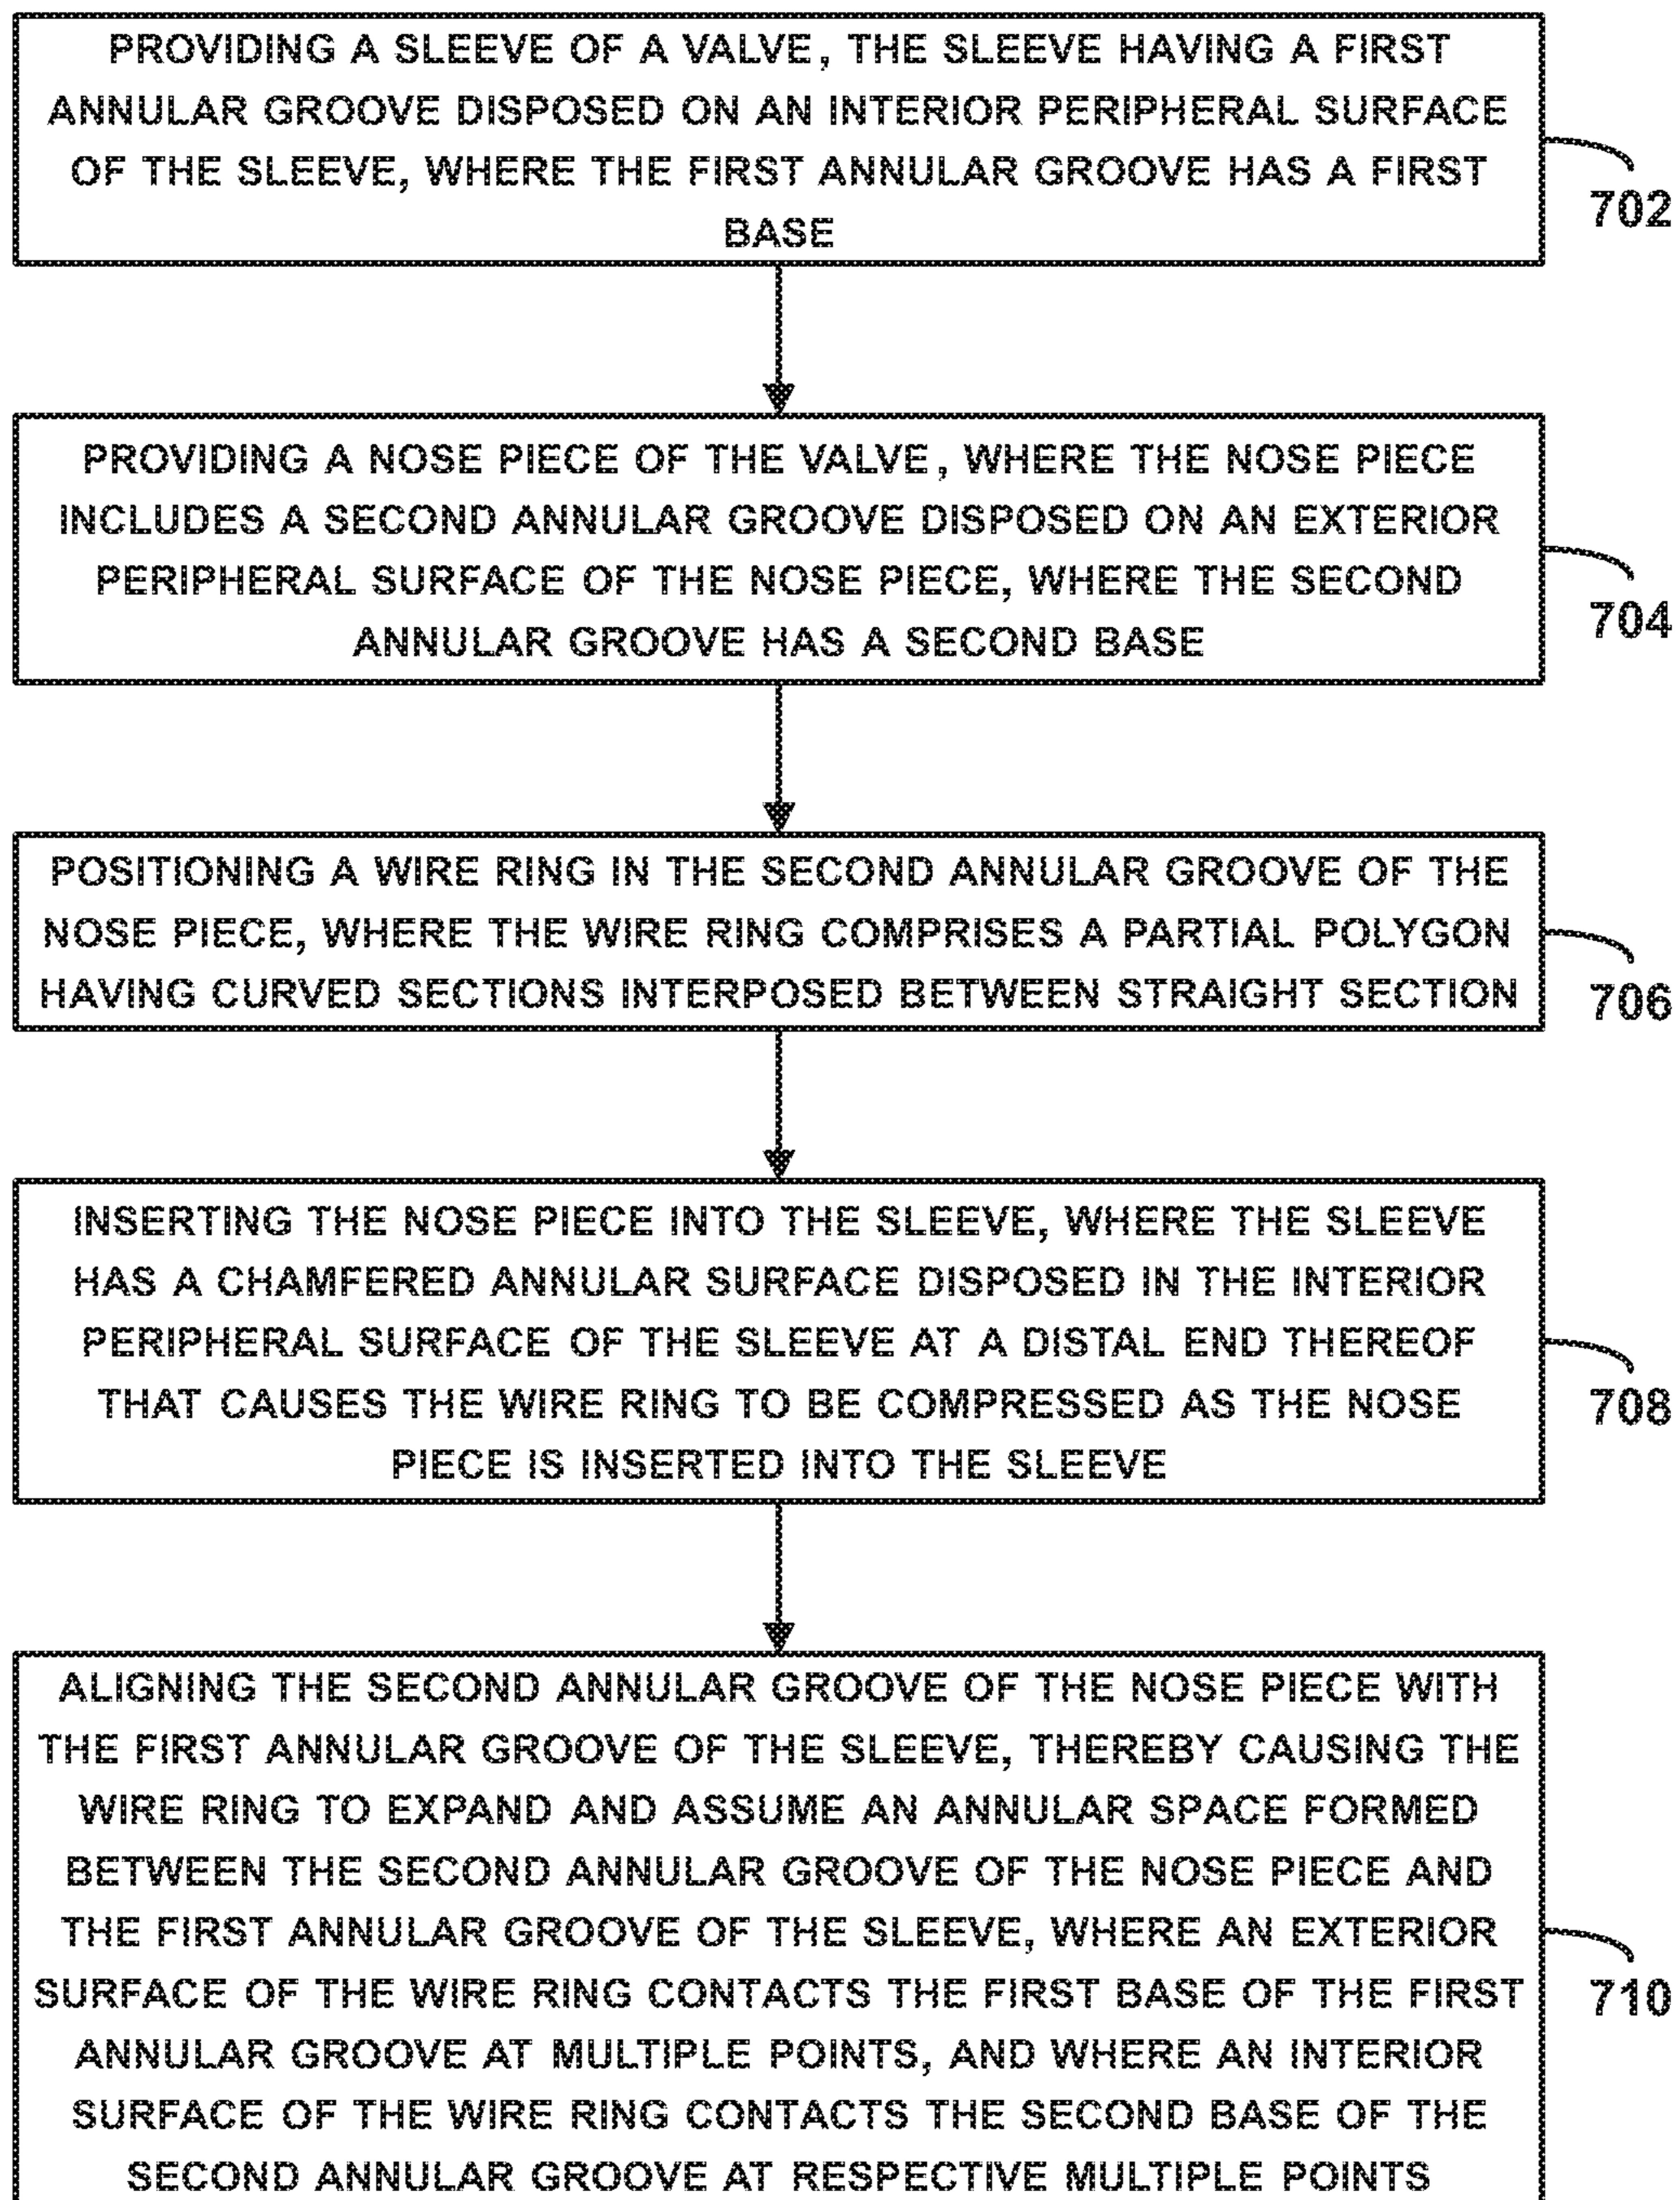 PROVIDING A SLEEVE OF A VALVE, THE SLEEVE HAVING A FIRST
ANNULAR GROOVE DISPOSED ON AN INTERIOR PERIPHERAL SURFACE
OF THE SLEEVE, WHERE THE FIRST ANNULAR GROOVE HAS A FIRST
BASE
702
PROVIDING A NOSE PIECE OF THE VALVE, WHERE THE NOSE PIECE
INCLUDES A SECOND ANNULAR GROOVE DISPOSED ON AN EXTERIOR
PERIPHERAL SURFACE OF THE NOSE PIECE, WHERE THE SECOND
ANNULAR GROOVE HAS A SECOND BASE
704
POSITIONING A WIRE RING IN THE SECOND ANNULAR GROOVE OF THE
NOSE PIECE, WHERE THE WIRE RING COMPRISES A PARTIAL POLYGON
HAVING CURVED SECTIONS INTERPOSED BETWEEN STRAIGHT SECTION
706
INSERTING THE NOSE PIECE INTO THE SLEEVE, WHERE THE SLEEVE
HAS A CHAMFERED ANNULAR SURFACE DISPOSED IN THE INTERIOR
PERIPHERAL SURFACE OF THE SLEEVE AT A DISTAL END THEREOF
THAT CAUSES THE WIRE RING TO BE COMPRESSED AS THE NOSE
PIECE IS INSERTED INTO THE SLEEVE
708
ALIGNING THE SECOND ANNULAR GROOVE OF THE NOSE PIECE WITH
THE FIRST ANNULAR GROOVE OF THE SLEEVE, THEREBY CAUSING THE
WIRE RING TO EXPAND AND ASSUME AN ANNULAR SPACE FORMED
BETWEEN THE SECOND ANNULAR GROOVE OF THE NOSE PIECE AND
THE FIRST ANNULAR GROOVE OF THE SLEEVE, WHERE AN EXTERIOR
SURFACE OF THE WIRE RING CONTACTS THE FIRST BASE OF THE FIRST
ANNULAR GROOVE AT MULTIPLE POINTS, AND WHERE AN INTERIOR
SURFACE OF THE WIRE RING CONTACTS THE SECOND BASE OF THE
SECOND ANNULAR GROOVE AT RESPECTIVE MULTIPLE POINTS
710